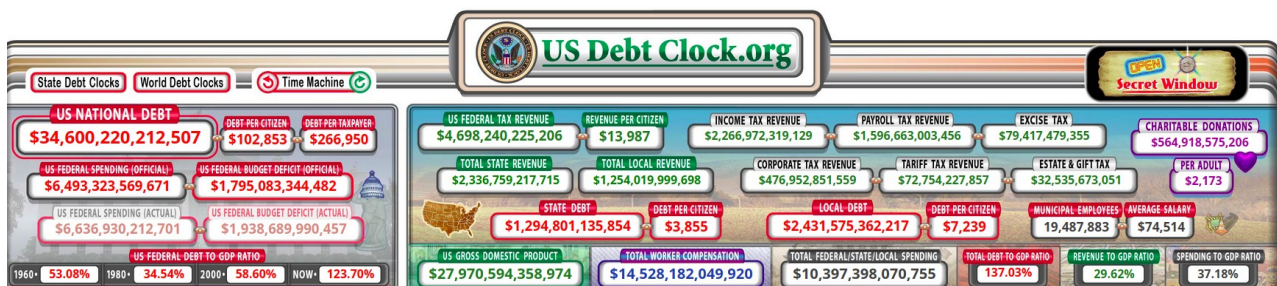 US Debt Clock.org
OPEN
Secret Window
State Debt Clocks World Debt Clocks Time Machine
US NATIONAL DEBT DEBT PER CITIZEN DEBT PER TAXPAYER
$34,600,220,212,507 $102,853 $266,950
US FEDERAL SPENDING (OFFICIAL) US FEDERAL BUDGET DEFICIT (OFFICIAL)
$6,493,323,569,671 $1,795,083,344,482
US FEDERAL SPENDING (ACTUAL) US FEDERAL BUDGET DEFICIT (ACTUAL)
$6,636,930,212,701 $1,938,689,990,457
US FEDERAL DEBT TO GDP RATIO
1960• 53.08% 1980• 34.54% 2000• 58.60% NOW• 123.70%
US FEDERAL TAX REVENUE REVENUE PER CITIZEN INCOME TAX REVENUE PAYROLL TAX REVENUE EXCISE TAX CHARITABLE DONATIONS
$4,698,240,225,206 $13,987 $2,266,972,319,129 $1,596,663,003,456 $79,417,479,355 $564,918,575,206
TOTAL STATE REVENUE TOTAL LOCAL REVENUE CORPORATE TAX REVENUE TARIFF TAX REVENUE ESTATE & GIFT TAX PER ADULT
$2,336,759,217,715 $1,254,019,999,698 $476,952,851,559 $72,754,227,857 $32,535,673,051 $2,173
STATE DEBT DEBT PER CITIZEN LOCAL DEBT DEBT PER CITIZEN MUNICIPAL EMPLOYEES AVERAGE SALARY
$1,294,801,135,854 $3,855 $2,431,575,362,217 $7,239 19,487,883 $74,514
US GROSS DOMESTIC PRODUCT TOTAL WORKER COMPENSATION TOTAL FEDERAL/STATE/LOCAL SPENDING TOTAL DEBT TO GDP RATIO REVENUE TO GDP RATIO SPENDING TO GDP RATIO
$27,970,594,358,974 $14,528,182,049,920 $10,397,398,070,755 137.03% 29.62% 37.18%